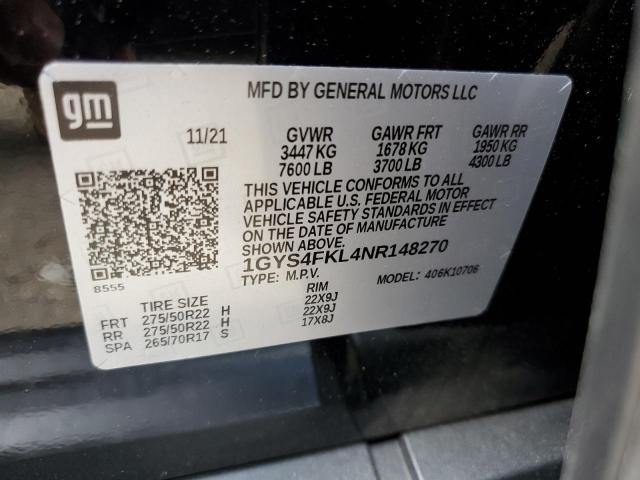 gm
MFD BY GENERAL MOTORS LLC
11/21 GVWR GAWR FRT GAWR RR
3447 KG 1678 KG 1950 KG
7600 LB 3700 LB 4300 LB
THIS VEHICLE CONFORMS TO ALL
APPLICABLE U.S. FEDERAL MOTOR
VEHICLE SAFETY STANDARDS IN EFFECT
ON THE DATE OF MANUFACTURE
SHOWN ABOVE.
1GYS4FKL4NR148270
TYPE: M.P.V. MODEL: 406K10706
8555
TIRE SIZE RIM
FRT 275/50R22 H 22X9J
RR 275/50R22 H 22X9J
SPA 265/70R17 S 17X8J